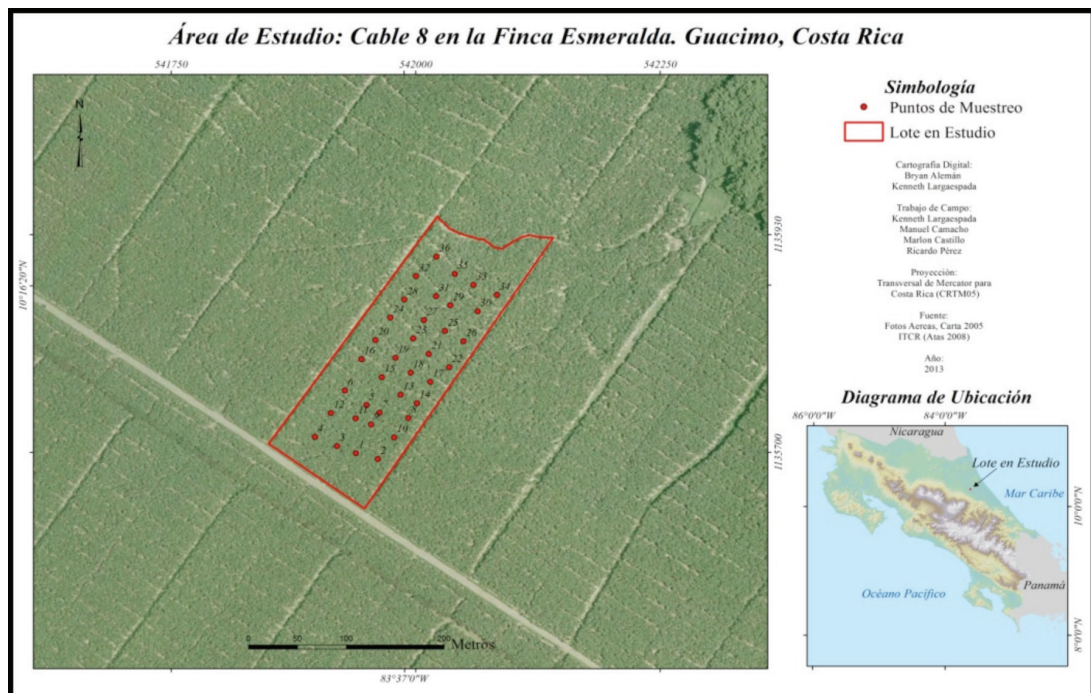 Área de Estudio: Cable 8 en la Finca Esmeralda. Guacimo, Costa Rica
541750
542000
542250
N
1135930
10°16'20"N
1135700
36
35
32
33
34
31
28
29
30
24
27
25
26
20
23
16
19
21
22
15
18
17
6
13
14
5
12
11
7
8
4
3
10
1
2
0
50
100
200
Metros
83°37'0"W
Simbología
Puntos de Muestreo
Lote en Estudio
Cartografía Digital:
Bryan Alemán
Kenneth Largaespada
Trabajo de Campo:
Kenneth Largaespada
Manuel Camacho
Marlon Castillo
Ricardo Pérez
Proyección:
Transversal de Mercator para
Costa Rica (CRTM05)
Fuente:
Fotos Aereas, Carta 2005
ITCR (Atas 2008)
Año:
2013
Diagrama de Ubicación
86°0'0"W
84°0'0"W
Nicaragua
Lote en Estudio
Mar Caribe
10°0'0"N
Panamá
Océano Pacífico
8°0'0"N